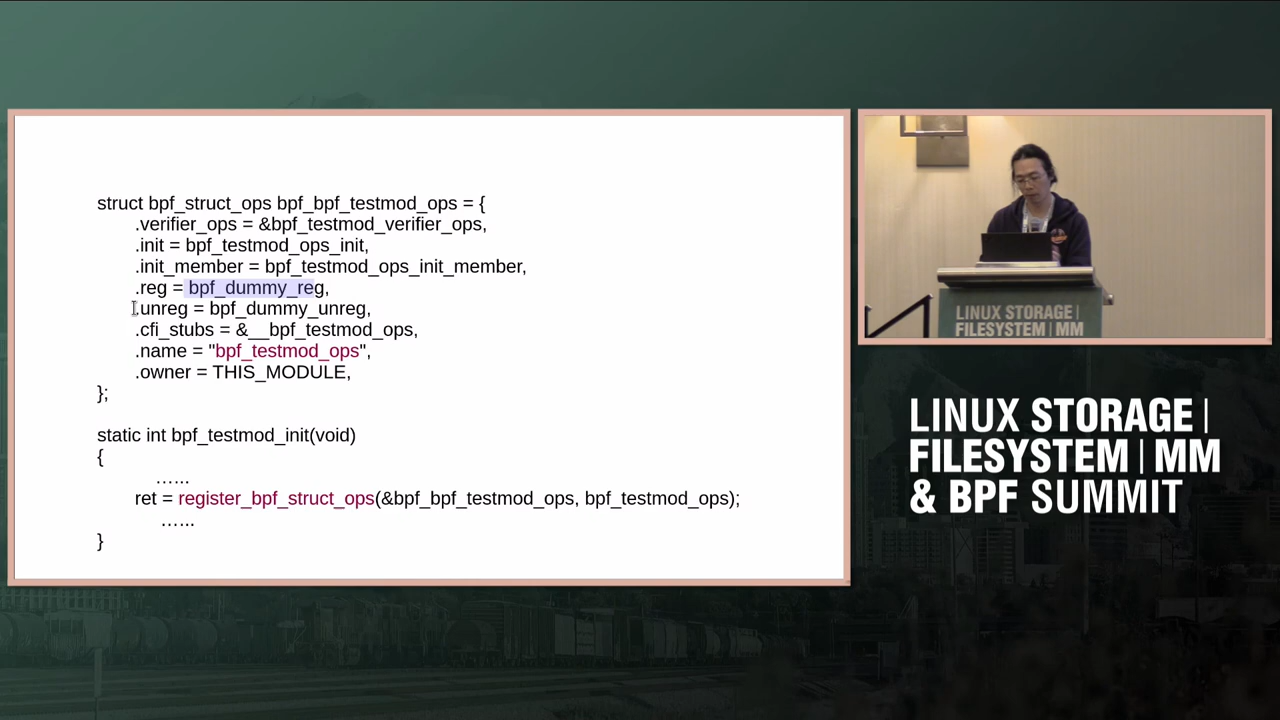 struct bpf_struct_ops bpf_bpf_testmod_ops = {
.verifier_ops = &bpf_testmod_verifier_ops,
.init = bpf_testmod_ops_init,
.init_member = bpf_testmod_ops_init_member,
.reg = bpf_dummy_reg,
.unreg = bpf_dummy_unreg,
.cfi_stubs = &__bpf_testmod_ops,
.name = "bpf_testmod_ops",
.owner = THIS_MODULE,
};
static int bpf_testmod_init(void)
{
…...
ret = register_bpf_struct_ops(&bpf_bpf_testmod_ops, bpf_testmod_ops);
…...
}
LINUX STORAGE |
FILESYSTEM | MM
LINUX STORAGE |
FILESYSTEM | MM
& BPF SUMMIT